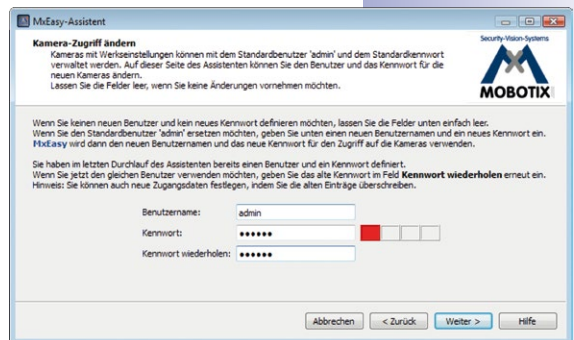 MxEasy-Assistent
Kamera-Zugriff ändern
Kameras mit Werkseinstellungen können mit dem Standardbenutzer 'admin' und dem Standardkennwort
verwaltet werden. Auf dieser Seite des Assistenten können Sie den Benutzer und das Kennwort für die
neuen Kameras ändern.
Lassen Sie die Felder leer, wenn Sie keine Änderungen vornehmen möchten.
Security-Vision-Systems
MOBOTIX
Wenn Sie keinen neuen Benutzer und kein neues Kennwort definieren möchten, lassen Sie die Felder unten einfach leer.
Wenn Sie den Standardbenutzer 'admin' ersetzen möchten, geben Sie unten einen neuen Benutzernamen und ein neues Kennwort ein.
MxEasy wird dann den neuen Benutzernamen und das neue Kennwort für den Zugriff auf die Kameras verwenden.
Sie haben im letzten Durchlauf des Assistenten bereits einen Benutzer und ein Kennwort definiert.
Wenn Sie jetzt den gleichen Benutzer verwenden möchten, geben Sie das alte Kennwort im Feld Kennwort wiederholen erneut ein.
Hinweis: Sie können auch neue Zugangsdaten festlegen, indem Sie die alten Einträge überschreiben.
Benutzername: admin
Kennwort: ●●●●●●
Kennwort wiederholen: ●●●●●●
Abbrechen < Zurück Weiter > Hilfe